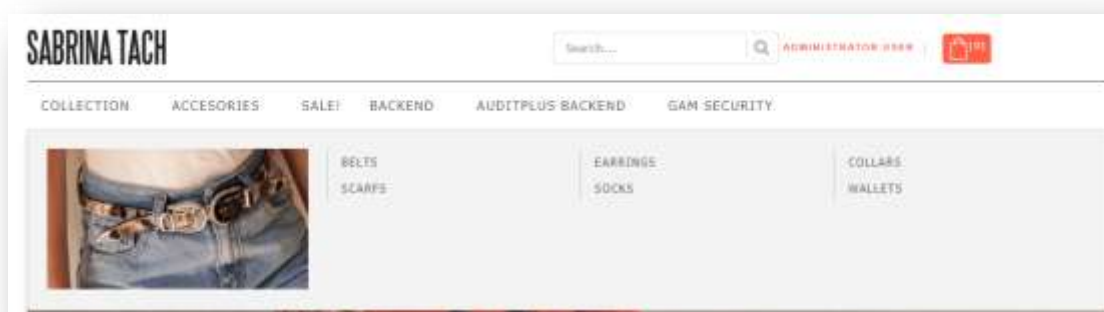 SABRINA TACH
Search...
ADMINISTRATOR USER |
COLLECTION ACCESORIES SALE! BACKEND AUDITPLUS BACKEND GAM SECURITY
BELTS EARRINGS COLLARS
SCARFS SOCKS WALLETS